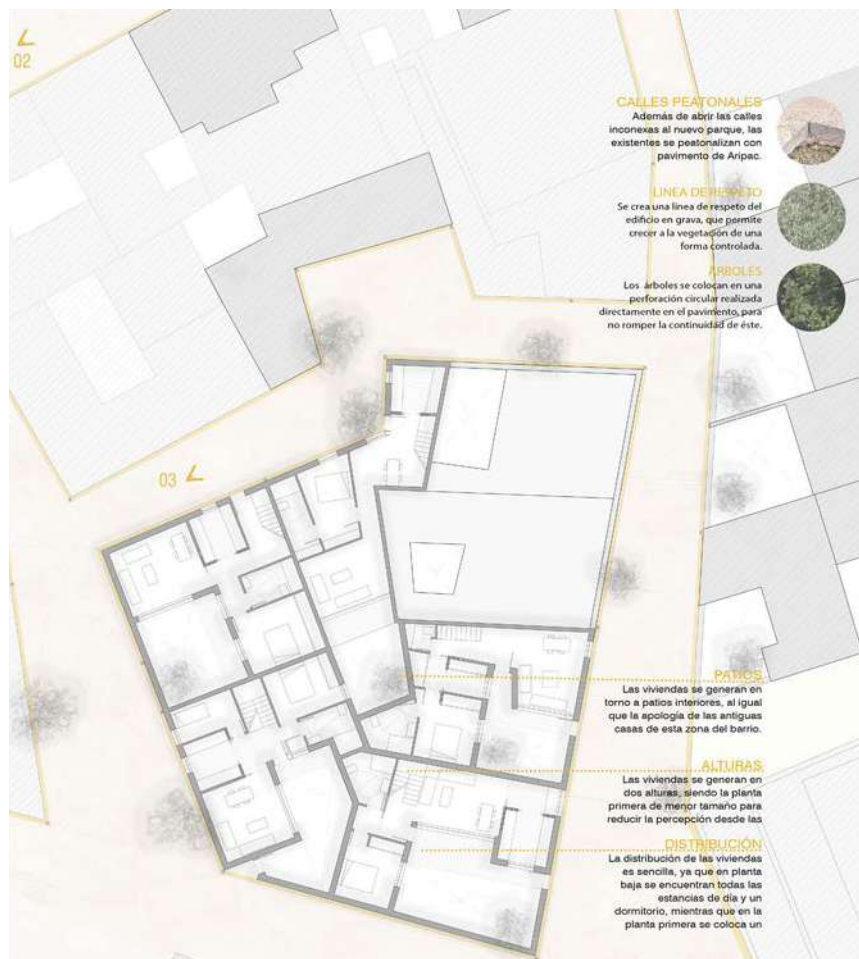 02
CALLES PEATONALES
Además de abrir las calles
inconexas al nuevo parque, las
existentes se peatonalizan con
pavimento de Aripac.
LINEA DE RESPETO
Se crea una línea de respeto del
edificio en grava, que permite
crecer a la vegetación de una
forma controlada.
ÁRBOLES
Los árboles se colocan en una
perforación circular realizada
directamente en el pavimento, para
no romper la continuidad de éste.
03
PATIOS
Las viviendas se generan en
torno a patios interiores, al igual
que la apología de las antiguas
casas de esta zona del barrio.
ALTURAS
Las viviendas se generan en
dos alturas, siendo la planta
primera de menor tamaño para
reducir la percepción desde las
DISTRIBUCIÓN
La distribución de las viviendas
es sencilla, ya que en planta
baja se encuentran todas las
estancias de día y un
dormitorio, mientras que en la
planta primera se coloca un